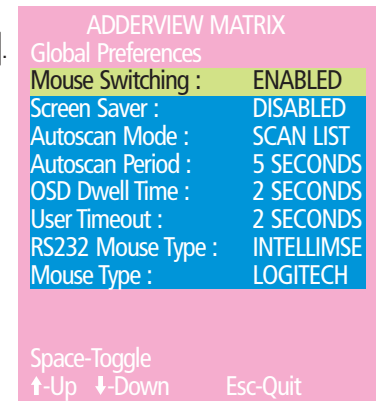 ADDERVIEW MATRIX
Global Preferences
Mouse Switching : ENABLED
Screen Saver : DISABLED
Autoscan Mode : SCAN LIST
Autoscan Period : 5 SECONDS
OSD Dwell Time : 2 SECONDS
User Timeout : 2 SECONDS
RS232 Mouse Type : INTELLIMSE
Mouse Type : LOGITECH
Space-Toggle
↑-Up ↓-Down Esc-Quit